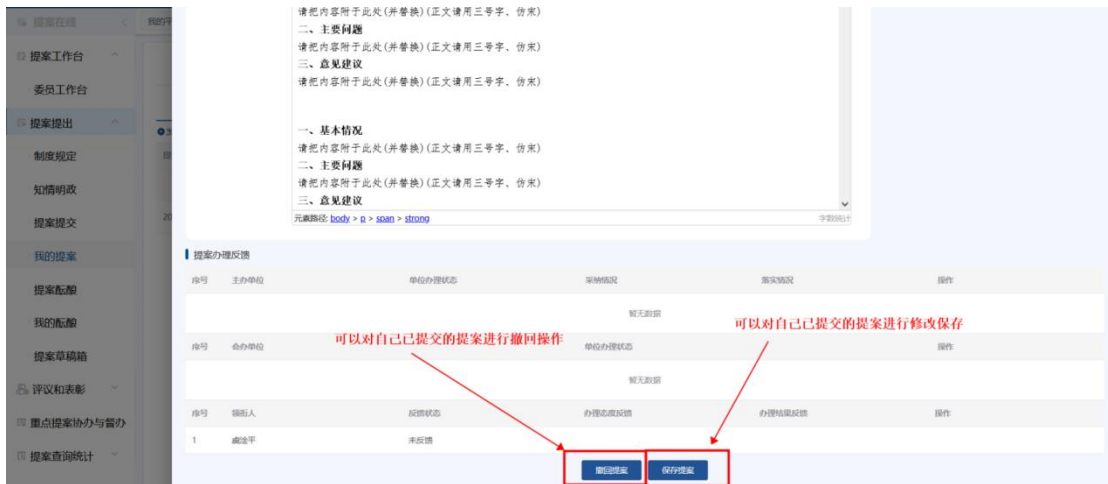 提案在线
我的平
提案工作台
委员工作台
提案提出
制度规定
知情明政
提案提交
我的提案
提案酝酿
我的酝酿
提案草稿箱
评议和表彰
重点提案协办与督办
提案查询统计
20
请把内容附于此处(并替换)(正文请用三号字、仿宋)
二、主要问题
请把内容附于此处(并替换)(正文请用三号字、仿宋)
三、意见建议
请把内容附于此处(并替换)(正文请用三号字、仿宋)
一、基本情况
请把内容附于此处(并替换)(正文请用三号字、仿宋)
二、主要问题
请把内容附于此处(并替换)(正文请用三号字、仿宋)
三、意见建议
元素路径: body > p > span > strong 字数统计
提案办理反馈
序号 主办单位 单位办理状态 采纳情况 落实情况 操作
暂无数据
可以对自己已提交的提案进行修改保存
可以对自己已提交的提案进行撤回操作
序号 会办单位 单位办理状态 操作
暂无数据
序号 领衔人 反馈状态 办理态度反馈 办理结果反馈 操作
1 未反馈
撤回提案 保存提案